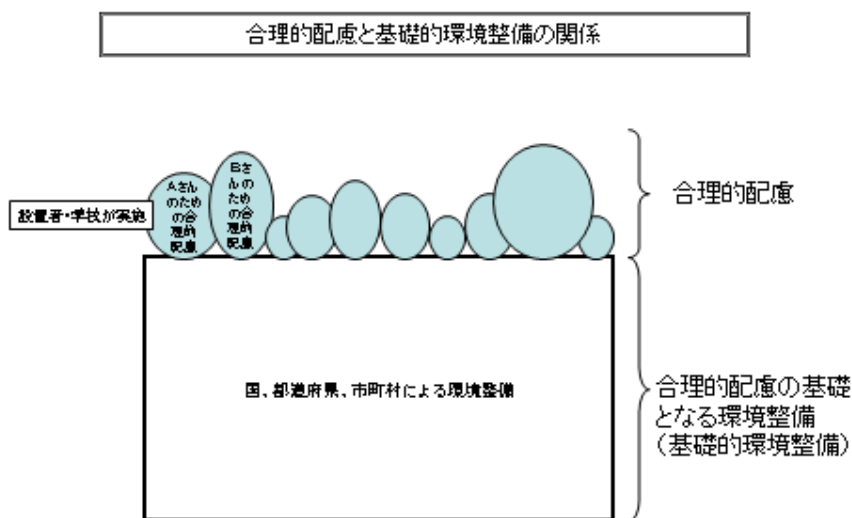 合理的配慮と基礎的環境整備の関係
Aさん
のため
の合
理的
配慮
Bさ
んの
ため
の合
理的
配慮
設置者・学校が実施
合理的配慮
国、都道府県、市町村による環境整備
合理的配慮の基礎
となる環境整備
(基礎的環境整備)